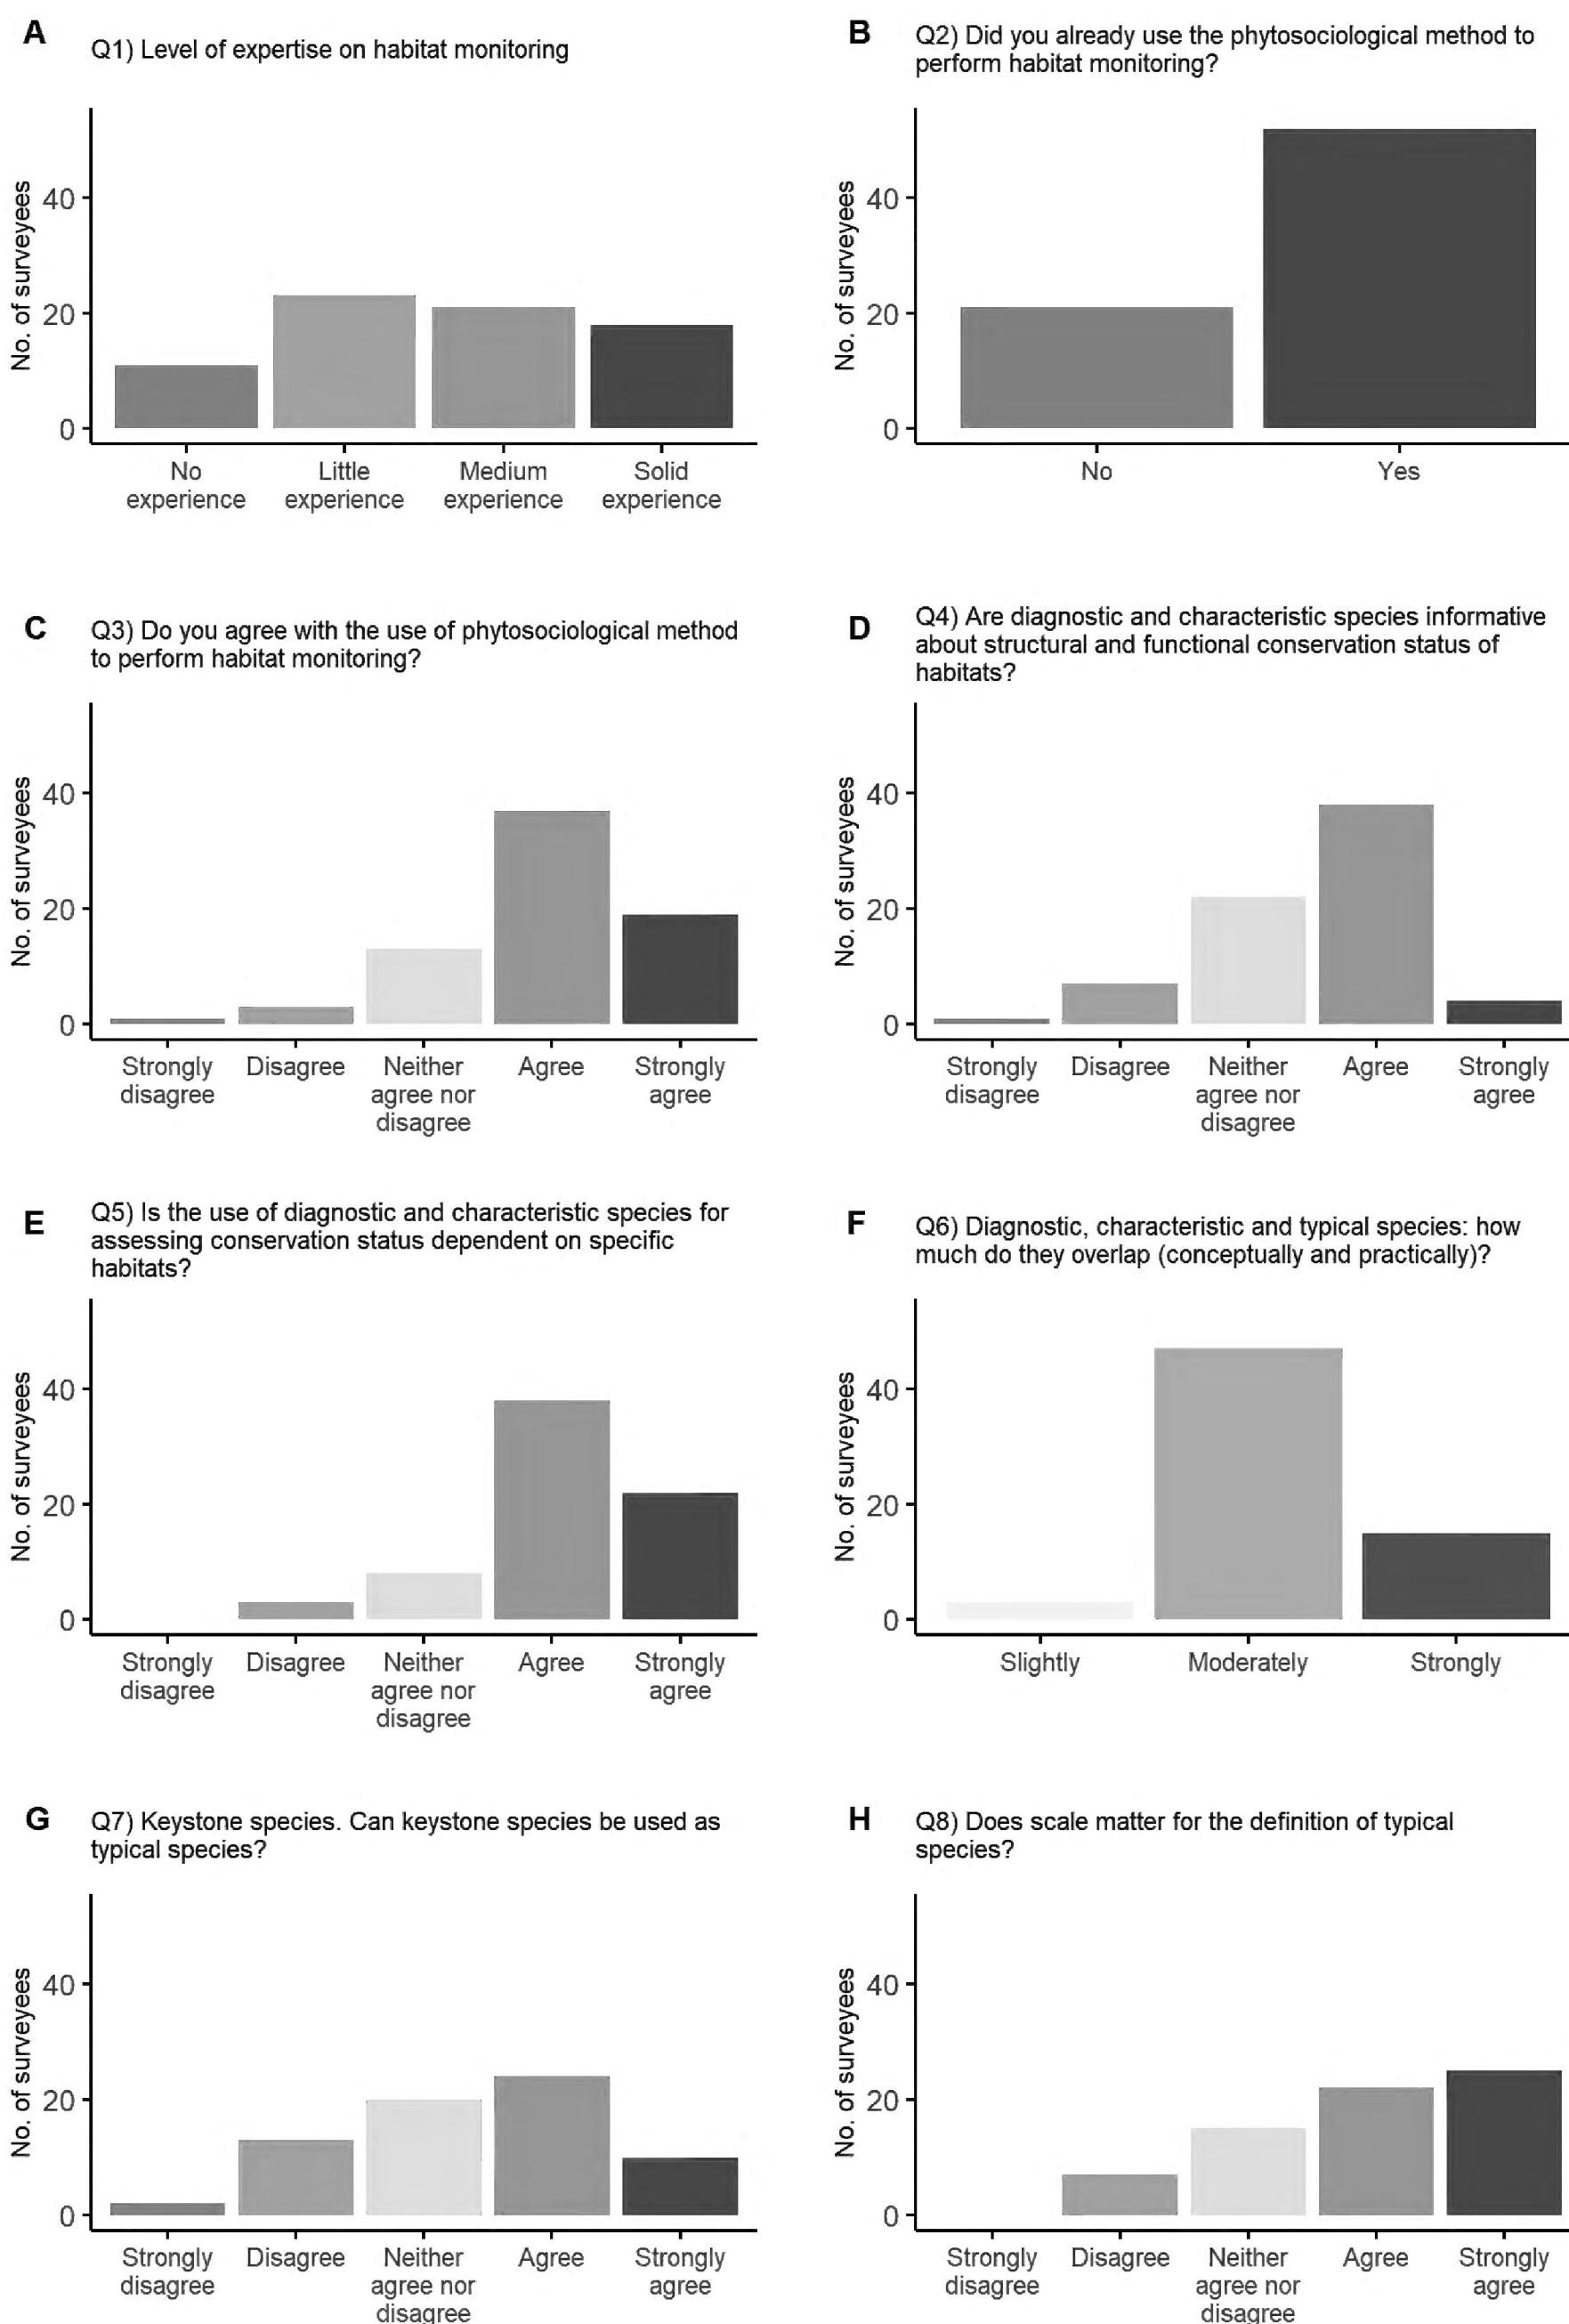 A
Q1) Level of expertise on habitat monitoring
No. of surveyees
40
20
0
No
experience
Little
experience
Medium
experience
Solid
experience
B
Q2) Did you already use the phytosociological method to
perform habitat monitoring?
No. of surveyees
40
20
0
No
Yes
C
Q3) Do you agree with the use of phytosociological method
to perform habitat monitoring?
No. of surveyees
40
20
0
Strongly
disagree
Disagree
Neither
agree nor
disagree
Agree
Strongly
agree
D
Q4) Are diagnostic and characteristic species informative
about structural and functional conservation status of
habitats?
No. of surveyees
40
20
0
Strongly
disagree
Disagree
Neither
agree nor
disagree
Agree
Strongly
agree
E
Q5) Is the use of diagnostic and characteristic species for
assessing conservation status dependent on specific
habitats?
No. of surveyees
40
20
0
Strongly
disagree
Disagree
Neither
agree nor
disagree
Agree
Strongly
agree
F
Q6) Diagnostic, characteristic and typical species: how
much do they overlap (conceptually and practically)?
No. of surveyees
40
20
0
Slightly
Moderately
Strongly
G
Q7) Keystone species. Can keystone species be used as
typical species?
No. of surveyees
40
20
0
Strongly
disagree
Disagree
Neither
agree nor
disagree
Agree
Strongly
agree
H
Q8) Does scale matter for the definition of typical
species?
No. of surveyees
40
20
0
Strongly
disagree
Disagree
Neither
agree nor
disagree
Agree
Strongly
agree